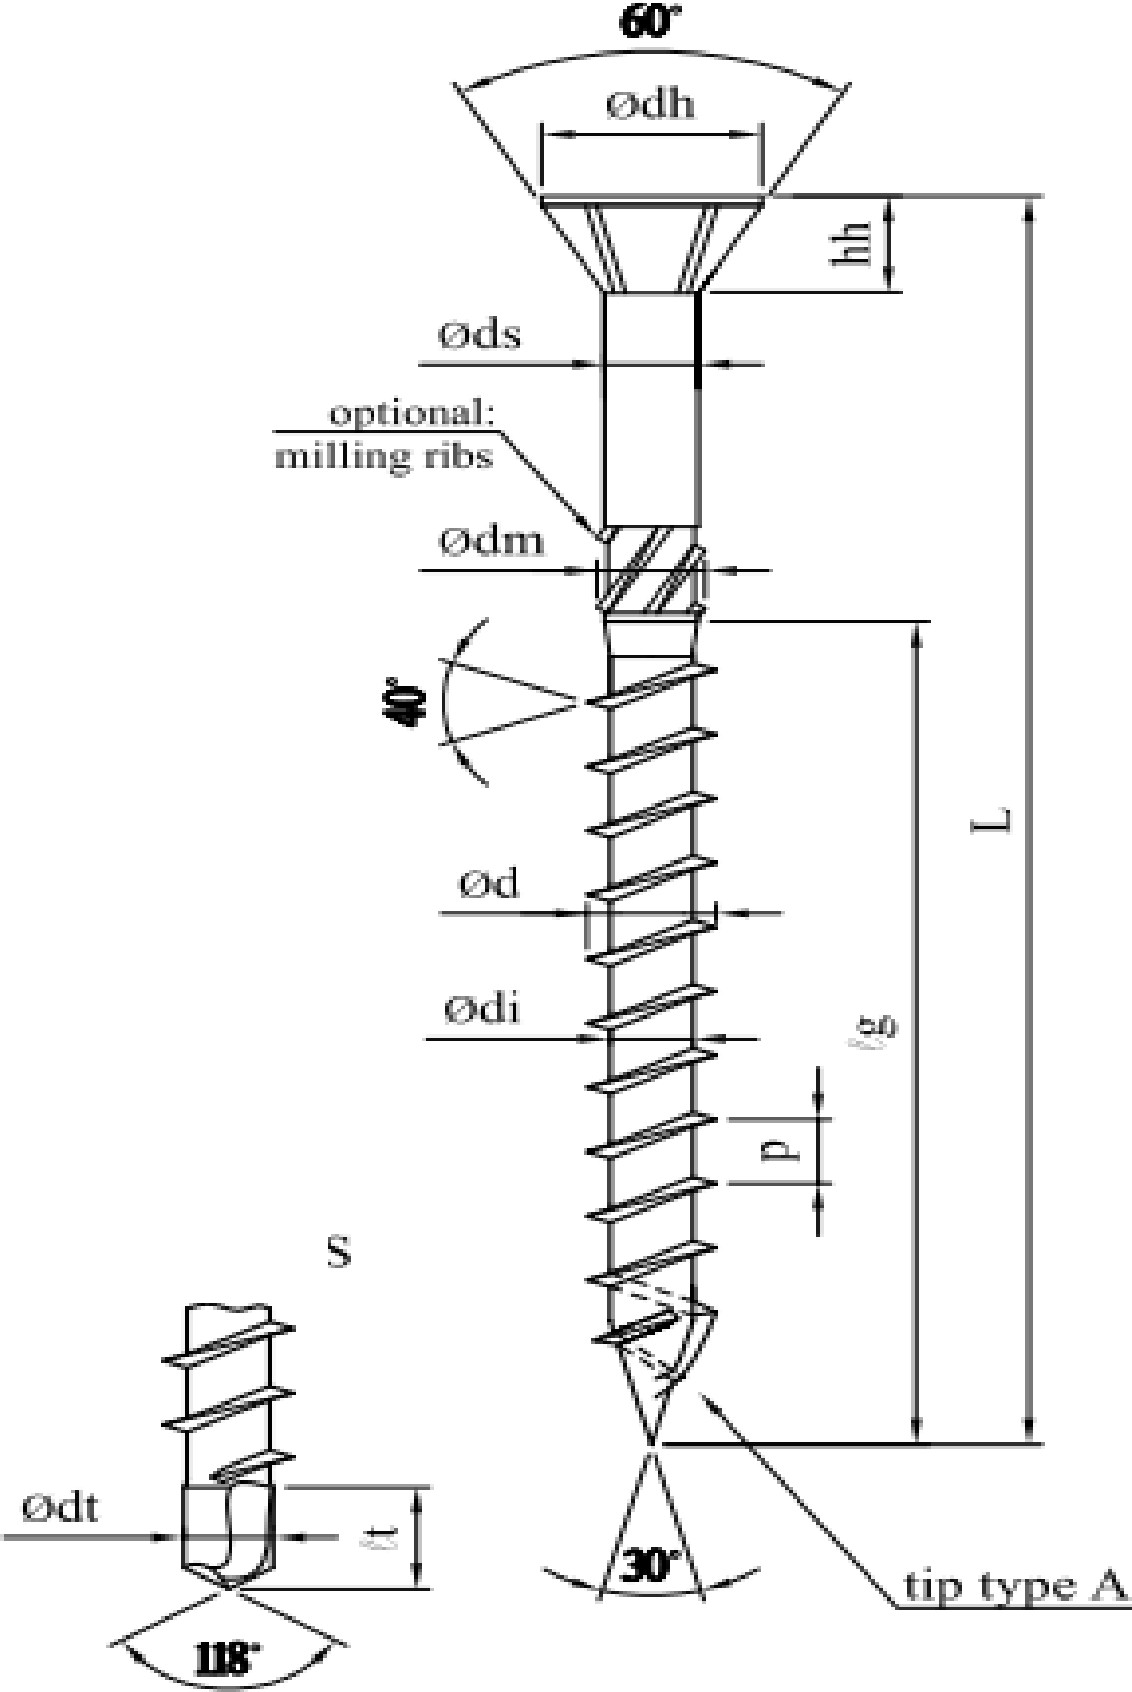 60°
Ødh
hh
Øds
optional:
milling ribs
Ødm
40°
L
Ød
Ødi
ℓg
p
S
Ødt
ℓt
30°
tip type A
118°